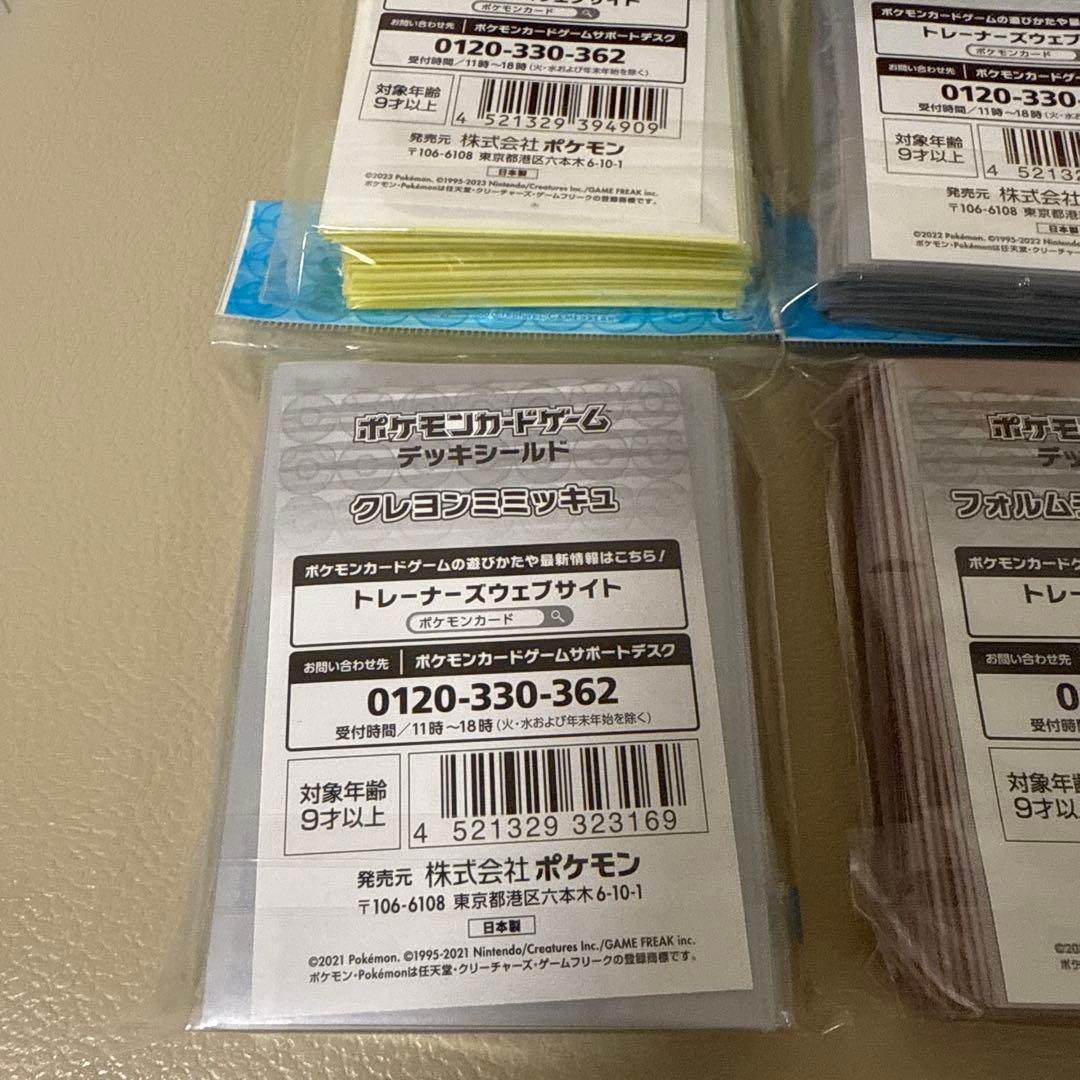 ポケモンカード
お問い合わせ先 ポケモンカードゲームサポートデスク
0120-330-362
受付時間/11時～18時(火・水および年末年始を除く)
対象年齢
9才以上
4 521329 394909
発売元 株式会社 ポケモン
〒106-6108 東京都港区六本木6-10-1
日本製
©2023 Pokémon. ©1995-2023 Nintendo/Creatures Inc./GAME FREAK inc.
ポケモン・Pokémonは任天堂・クリーチャーズ・ゲームフリークの登録商標です。
ポケモンカードゲームの遊びかたや最
トレーナーズウェブ
ポケモンカード
お問い合わせ先 ポケモンカードゲー
0120-330-
受付時間/11時～18時(火・水
対象年齢
9才以上
4 52132
発売元 株式会社
〒106-6108 東京都港
日本製
©2022 Pokémon. ©1995-2022 Nintendo
ポケモン・Pokémonは任天堂・クリーチャー
ポケモンカードゲーム
デッキシールド
クレヨンミミッキュ
ポケモンカードゲームの遊びかたや最新情報はこちら!
トレーナーズウェブサイト
ポケモンカード
お問い合わせ先 ポケモンカードゲームサポートデスク
0120-330-362
受付時間/11時～18時(火・水および年末年始を除く)
対象年齢
9才以上
4 521329 323169
発売元 株式会社 ポケモン
〒106-6108 東京都港区六本木6-10-1
日本製
©2021 Pokémon. ©1995-2021 Nintendo/Creatures Inc./GAME FREAK inc.
ポケモン・Pokémonは任天堂・クリーチャーズ・ゲームフリークの登録商標です。
ポケモ
デッ
フォルム
ポケモンカードゲ
トレー
お問い合わせ先
0
受付時
対象年齢
9才以上